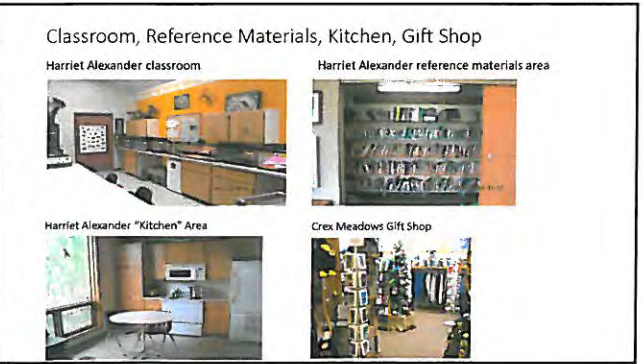 Classroom, Reference Materials, Kitchen, Gift Shop
Harriet Alexander classroom
Harriet Alexander reference materials area
Harriet Alexander "Kitchen" Area
Crex Meadows Gift Shop